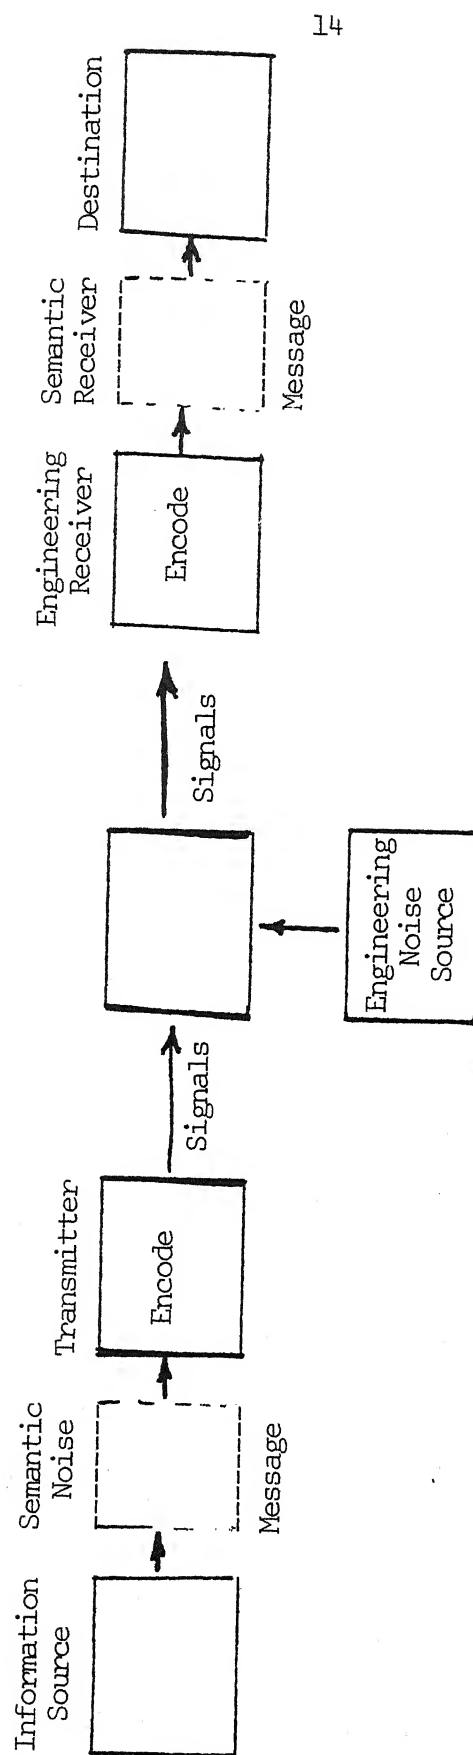 14
Information
Source
Semantic
Noise
Message
Transmitter
Encode
Signals
Engineering
Noise
Source
Signals
Engineering
Receiver
Encode
Semantic
Receiver
Message
Destination